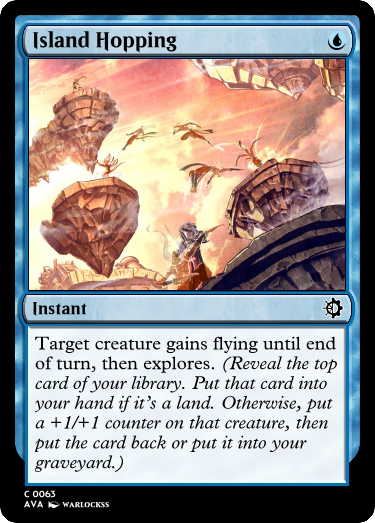 Island Hopping
Instant
Target creature gains flying until end
of turn, then explores. (Reveal the top
card of your library. Put that card into
your hand if it's a land. Otherwise, put
a +1/+1 counter on that creature, then
put the card back or put it into your
graveyard.)
C 0063
AVA WARLOCKSS